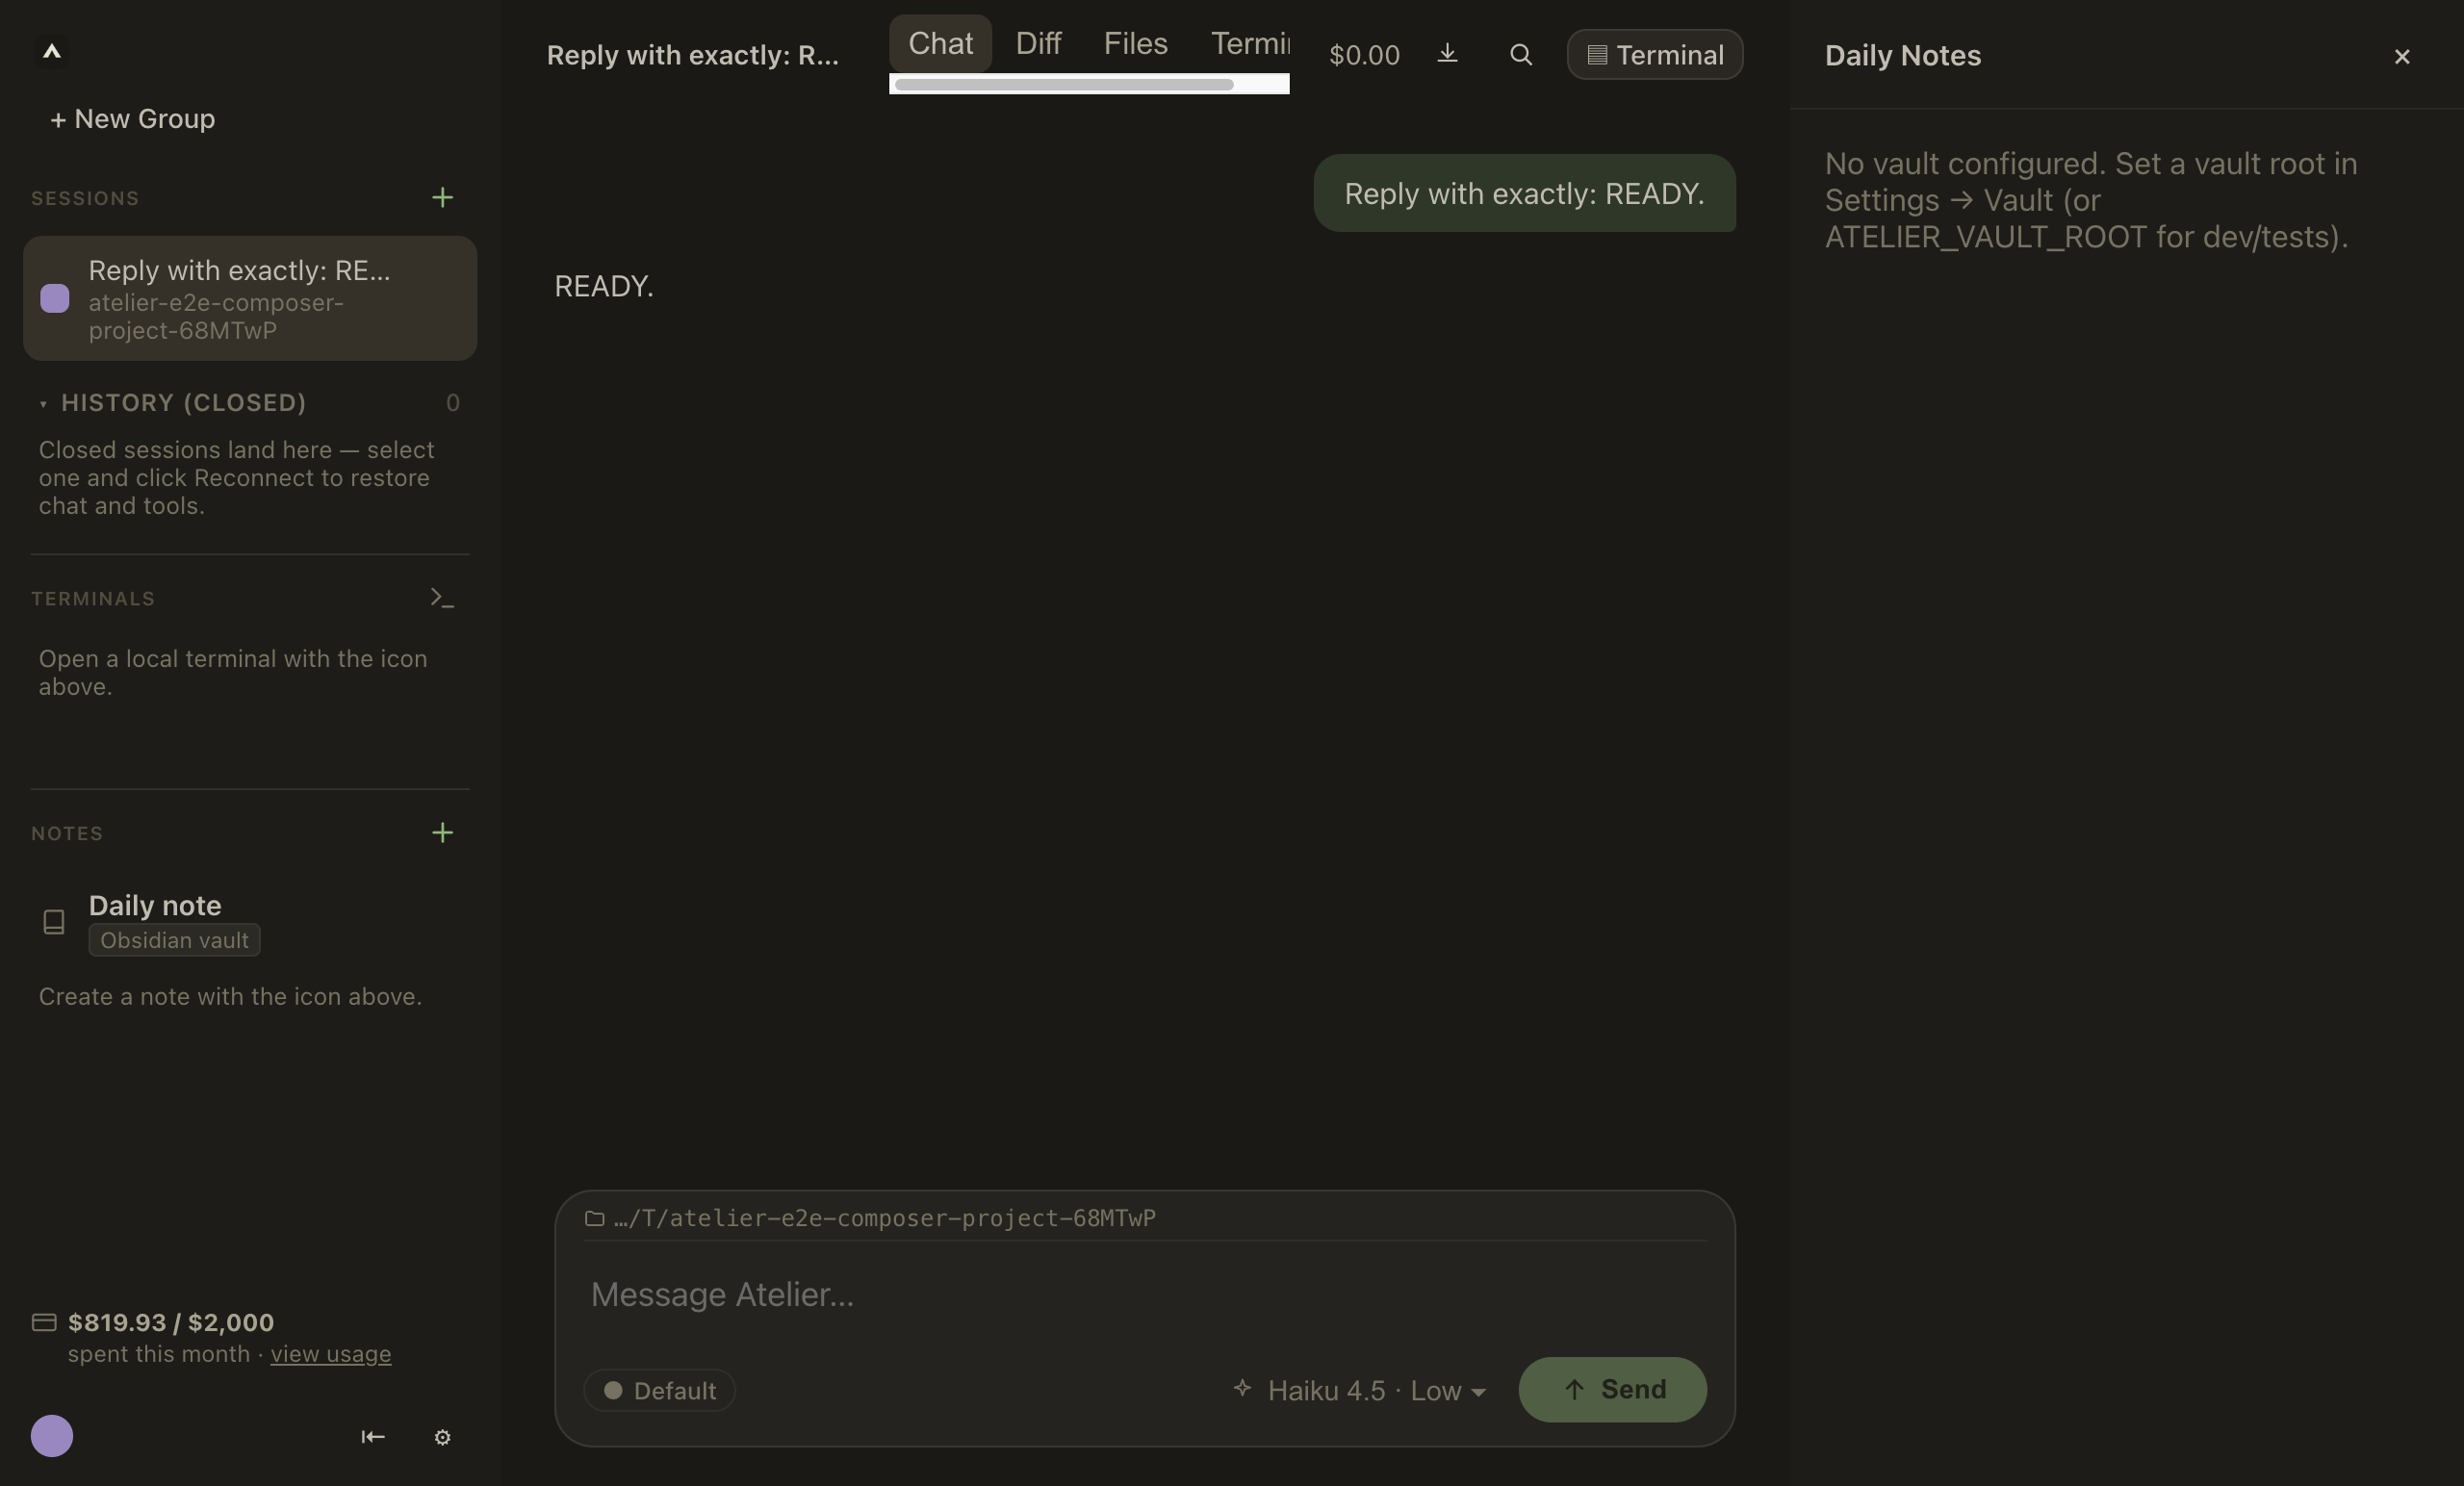 + New Group
SESSIONS
Reply with exactly: RE...
atelier-e2e-composer-
project-68MTwP
HISTORY (CLOSED) 0
Closed sessions land here — select
one and click Reconnect to restore
chat and tools.
TERMINALS
Open a local terminal with the icon
above.
NOTES
Daily note
Obsidian vault
Create a note with the icon above.
$819.93 / $2,000
spent this month · view usage
Reply with exactly: R...
Chat Diff Files Termi
$0.00
Terminal
Reply with exactly: READY.
READY.
…/T/atelier-e2e-composer-project-68MTwP
Message Atelier...
Default
Haiku 4.5 · Low
Send
Daily Notes
No vault configured. Set a vault root in
Settings → Vault (or
ATELIER_VAULT_ROOT for dev/tests).